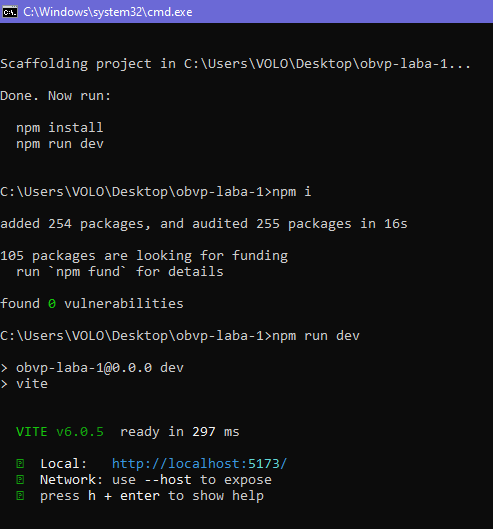 C:\Windows\system32\cmd.exe
Scaffolding project in C:\Users\VOLO\Desktop\obvp-laba-1...
Done. Now run:
npm install
npm run dev
C:\Users\VOLO\Desktop\obvp-laba-1>npm i
added 254 packages, and audited 255 packages in 16s
105 packages are looking for funding
run `npm fund` for details
found 0 vulnerabilities
C:\Users\VOLO\Desktop\obvp-laba-1>npm run dev
> obvp-laba-1@0.0.0 dev
> vite
VITE v6.0.5 ready in 297 ms
Local: http://localhost:5173/
Network: use --host to expose
press h + enter to show help